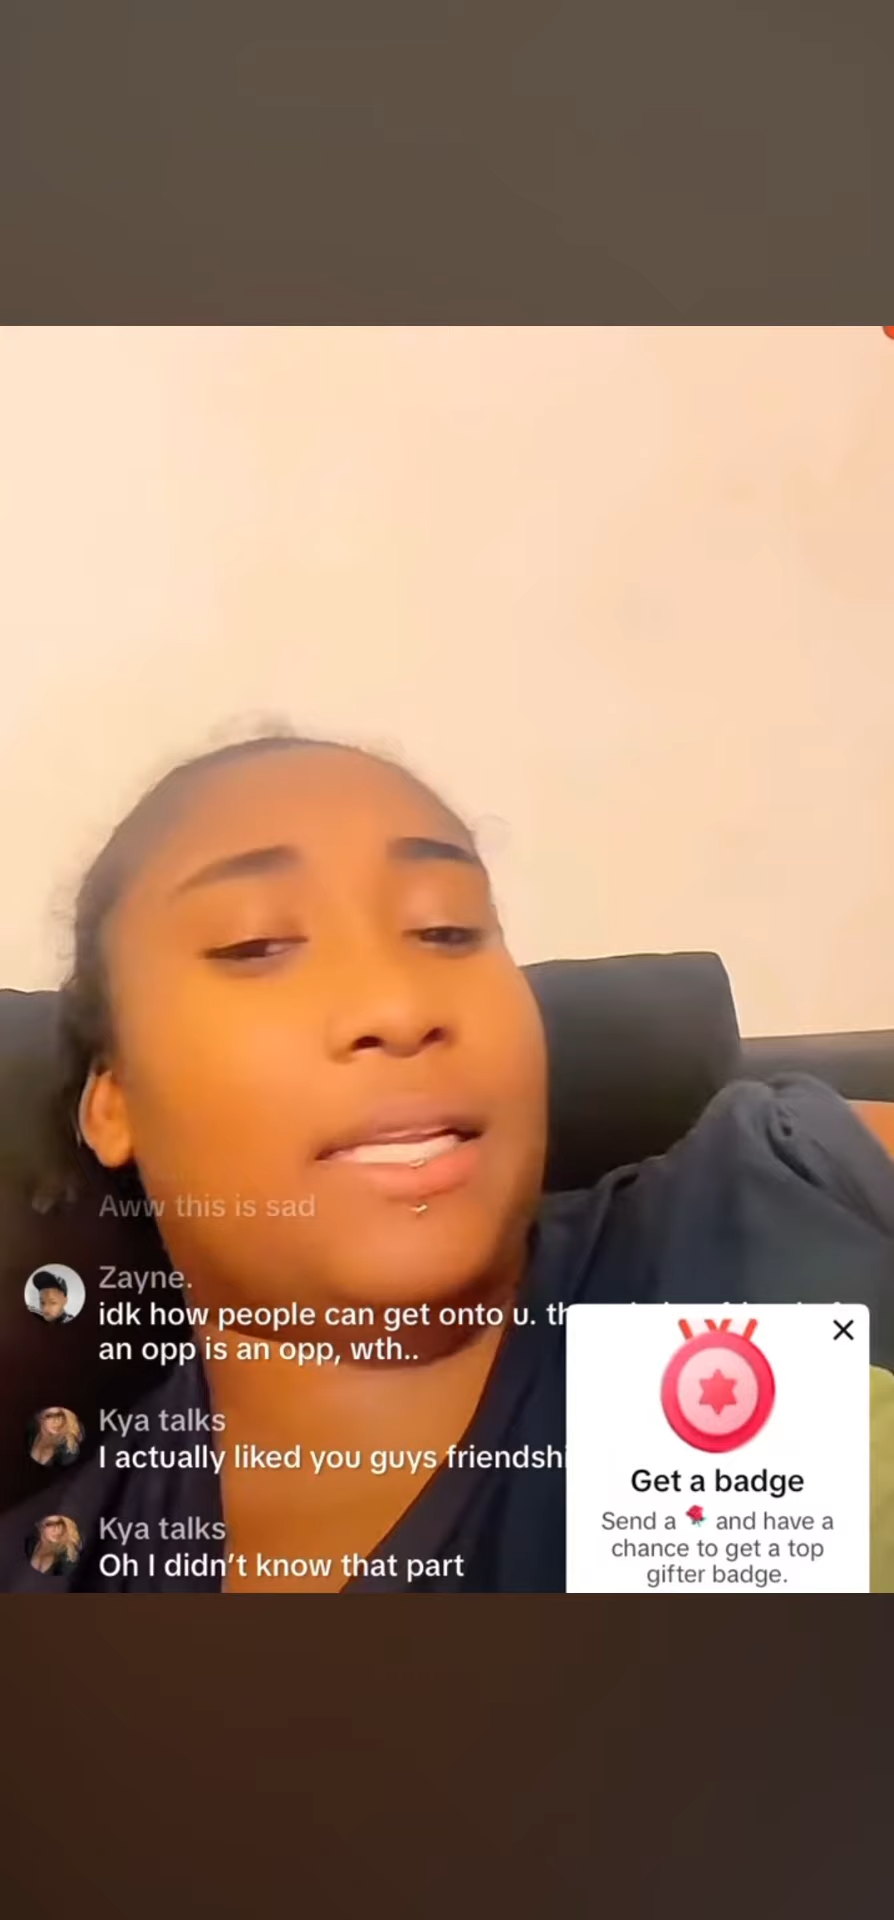 Aww this is sad
Zayne.
idk how people can get onto u.
an opp is an opp, wth..
Kya talks
I actually liked you guys
Kya talks
Oh I didn't know that part
Get a badge
Send a 🌹 and have a
chance to get a top
gifter badge.